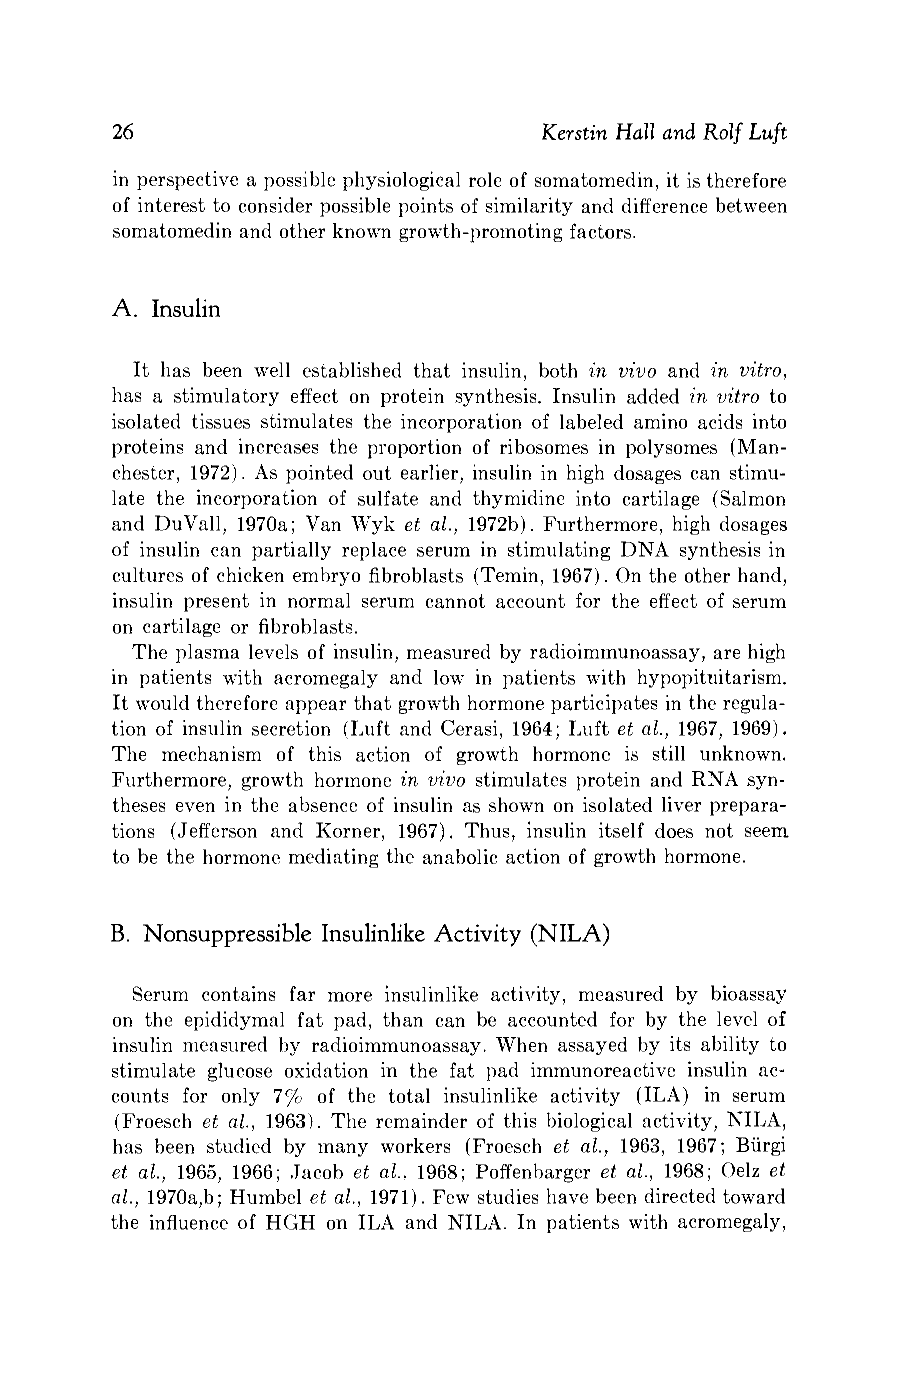 26 Kerstin Hall and Rolf Luft
in perspective a possible physiological role of somatomedin, it is therefore
of interest to consider possible points of similarity and difference between
somatomedin and other known growth-promoting factors.
A. Insulin
It has been well established that insulin, both in vivo and in vitro,
has a stimulatory effect on protein synthesis. Insulin added in vitro to
isolated tissues stimulates the incorporation of labeled amino acids into
proteins and increases the proportion of ribosomes in polysomes (Man-
chester, 1972). As pointed out earlier, insulin in high dosages can stimu-
late the incorporation of sulfate and thymidine into cartilage (Salmon
and DuVall, 1970a; Van Wyk et al., 1972b). Furthermore, high dosages
of insulin can partially replace serum in stimulating DNA synthesis in
cultures of chicken embryo fibroblasts (Temin, 1967). On the other hand,
insulin present in normal serum cannot account for the effect of serum
on cartilage or fibroblasts.
The plasma levels of insulin, measured by radioimmunoassay, are high
in patients with acromegaly and low in patients with hypopituitarism.
It would therefore appear that growth hormone participates in the regula-
tion of insulin secretion (Luft and Cerasi, 1964; Luft et al., 1967, 1969).
The mechanism of this action of growth hormone is still unknown.
Furthermore, growth hormone in vivo stimulates protein and RNA syn-
theses even in the absence of insulin as shown on isolated liver prepara-
tions (Jefferson and Korner, 1967). Thus, insulin itself does not seem
to be the hormone mediating the anabolic action of growth hormone.
B. Nonsuppressible Insulinlike Activity (NILA)
Serum contains far more insulinlike activity, measured by bioassay
on the epididymal fat pad, than can be accounted for by the level of
insulin measured by radioimmunoassay. When assayed by its ability to
stimulate glucose oxidation in the fat pad immunoreactive insulin ac-
counts for only 7% of the total insulinlike activity (ILA) in serum
(Froesch et al., 1963). The remainder of this biological activity, NILA,
has been studied by many workers (Froesch et al., 1963, 1967; Bürgi
et al., 1965, 1966; Jacob et al.. 1968; Poffenbarger et al., 1968; Oelz et
al., 1970a,b; Humbel et al., 1971). Few studies have been directed toward
the influence of HGH on ILA and NILA. In patients with acromegaly,